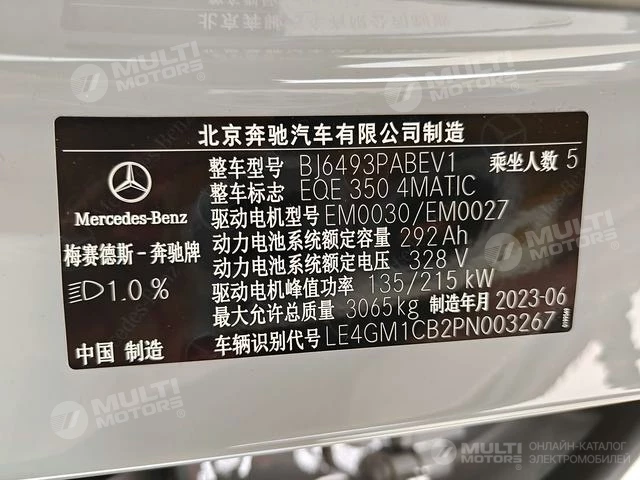 北京奔驰汽车有限公司制造
整车型号 BJ6493PABEV1 乘坐人数 5
整车标志 EQE 350 4MATIC
Mercedes-Benz
驱动电机型号 EM0030/EM0027
动力电池系统额定容量 292 Ah
梅赛德斯-奔驰牌
动力电池系统额定电压 328 V
1.0 %
驱动电机峰值功率 135/215 kW
最大允许总质量 3065kg 制造年月 2023-06
中国 制造
车辆识别代号 LE4GM1CB2PN003267
MULTI MOTORS
MULTI MOTORS
MULTI MOTORS
MULTI MOTORS
MULTI MOTORS
MULTI MOTORS
ОНЛАЙН-КАТАЛОГ
ЭЛЕКТРОМОБИЛЕЙ